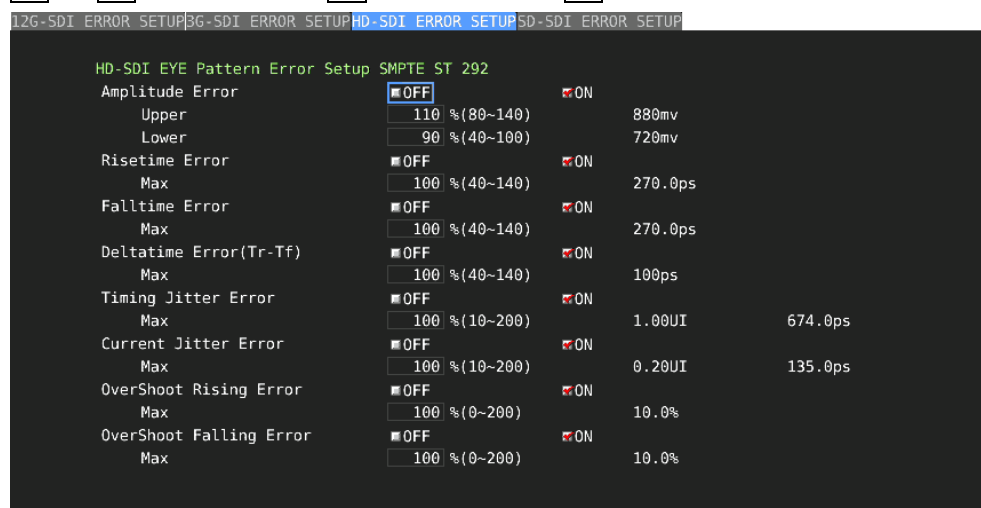 12G-SDI ERROR SETUP 3G-SDI ERROR SETUP HD-SDI ERROR SETUP SD-SDI ERROR SETUP
HD-SDI EYE Pattern Error Setup SMPTE ST 292
Amplitude Error OFF ON
Upper 110 %(80~140) 880mv
Lower 90 %(40~100) 720mv
Risetime Error OFF ON
Max 100 %(40~140) 270.0ps
Falltime Error OFF ON
Max 100 %(40~140) 270.0ps
Deltatime Error(Tr-Tf) OFF ON
Max 100 %(40~140) 100ps
Timing Jitter Error OFF ON
Max 100 %(10~200) 1.00UI 674.0ps
Current Jitter Error OFF ON
Max 100 %(10~200) 0.20UI 135.0ps
OverShoot Rising Error OFF ON
Max 100 %(0~200) 10.0%
OverShoot Falling Error OFF ON
Max 100 %(0~200) 10.0%